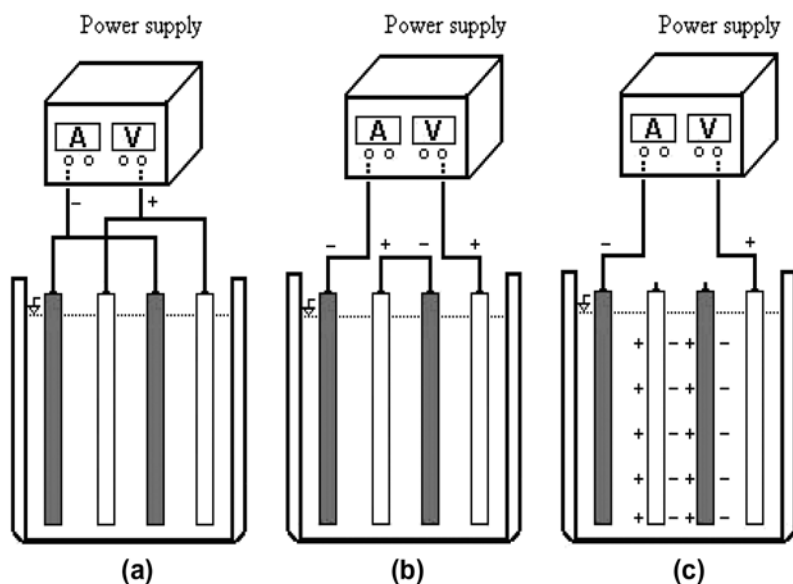 Power supply Power supply Power supply
A V A V A V
- +
- + - +
- +
+ - + -
+ - + -
+ - + -
+ - + -
+ - + -
(a) (b) (c)